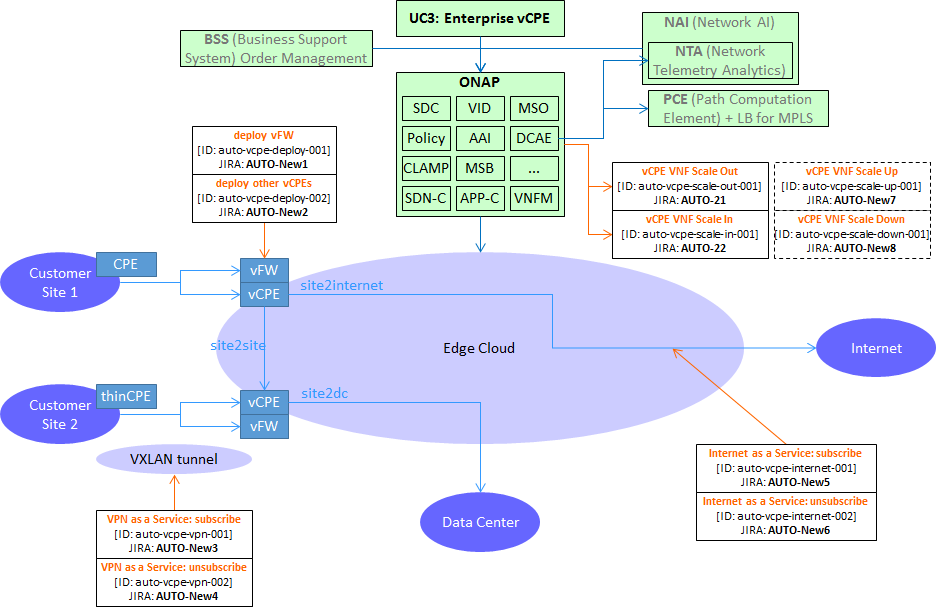 UC3: Enterprise vCPE
BSS (Business Support
System) Order Management
NAI (Network AI)
NTA (Network
Telemetry Analytics)
PCE (Path Computation
Element) + LB for MPLS
ONAP
SDC VID MSO
Policy AAI DCAE
CLAMP MSB ...
SDN-C APP-C VNFM
deploy vFW
[ID: auto-vcpe-deploy-001]
JIRA: AUTO-New1
deploy other vCPEs
[ID: auto-vcpe-deploy-002]
JIRA: AUTO-New2
vCPE VNF Scale Out
[ID: auto-vcpe-scale-out-001]
JIRA: AUTO-21
vCPE VNF Scale In
[ID: auto-vcpe-scale-in-001]
JIRA: AUTO-22
vCPE VNF Scale Up
[ID: auto-vcpe-scale-up-001]
JIRA: AUTO-New7
vCPE VNF Scale Down
[ID: auto-vcpe-scale-down-001]
JIRA: AUTO-New8
CPE
Customer
Site 1
vFW
vCPE
site2internet
site2site
Edge Cloud
Internet
thinCPE
Customer
Site 2
vCPE
vFW
site2dc
VXLAN tunnel
Data Center
VPN as a Service: subscribe
[ID: auto-vcpe-vpn-001]
JIRA: AUTO-New3
VPN as a Service: unsubscribe
[ID: auto-vcpe-vpn-002]
JIRA: AUTO-New4
Internet as a Service: subscribe
[ID: auto-vcpe-internet-001]
JIRA: AUTO-New5
Internet as a Service: unsubscribe
[ID: auto-vcpe-internet-002]
JIRA: AUTO-New6